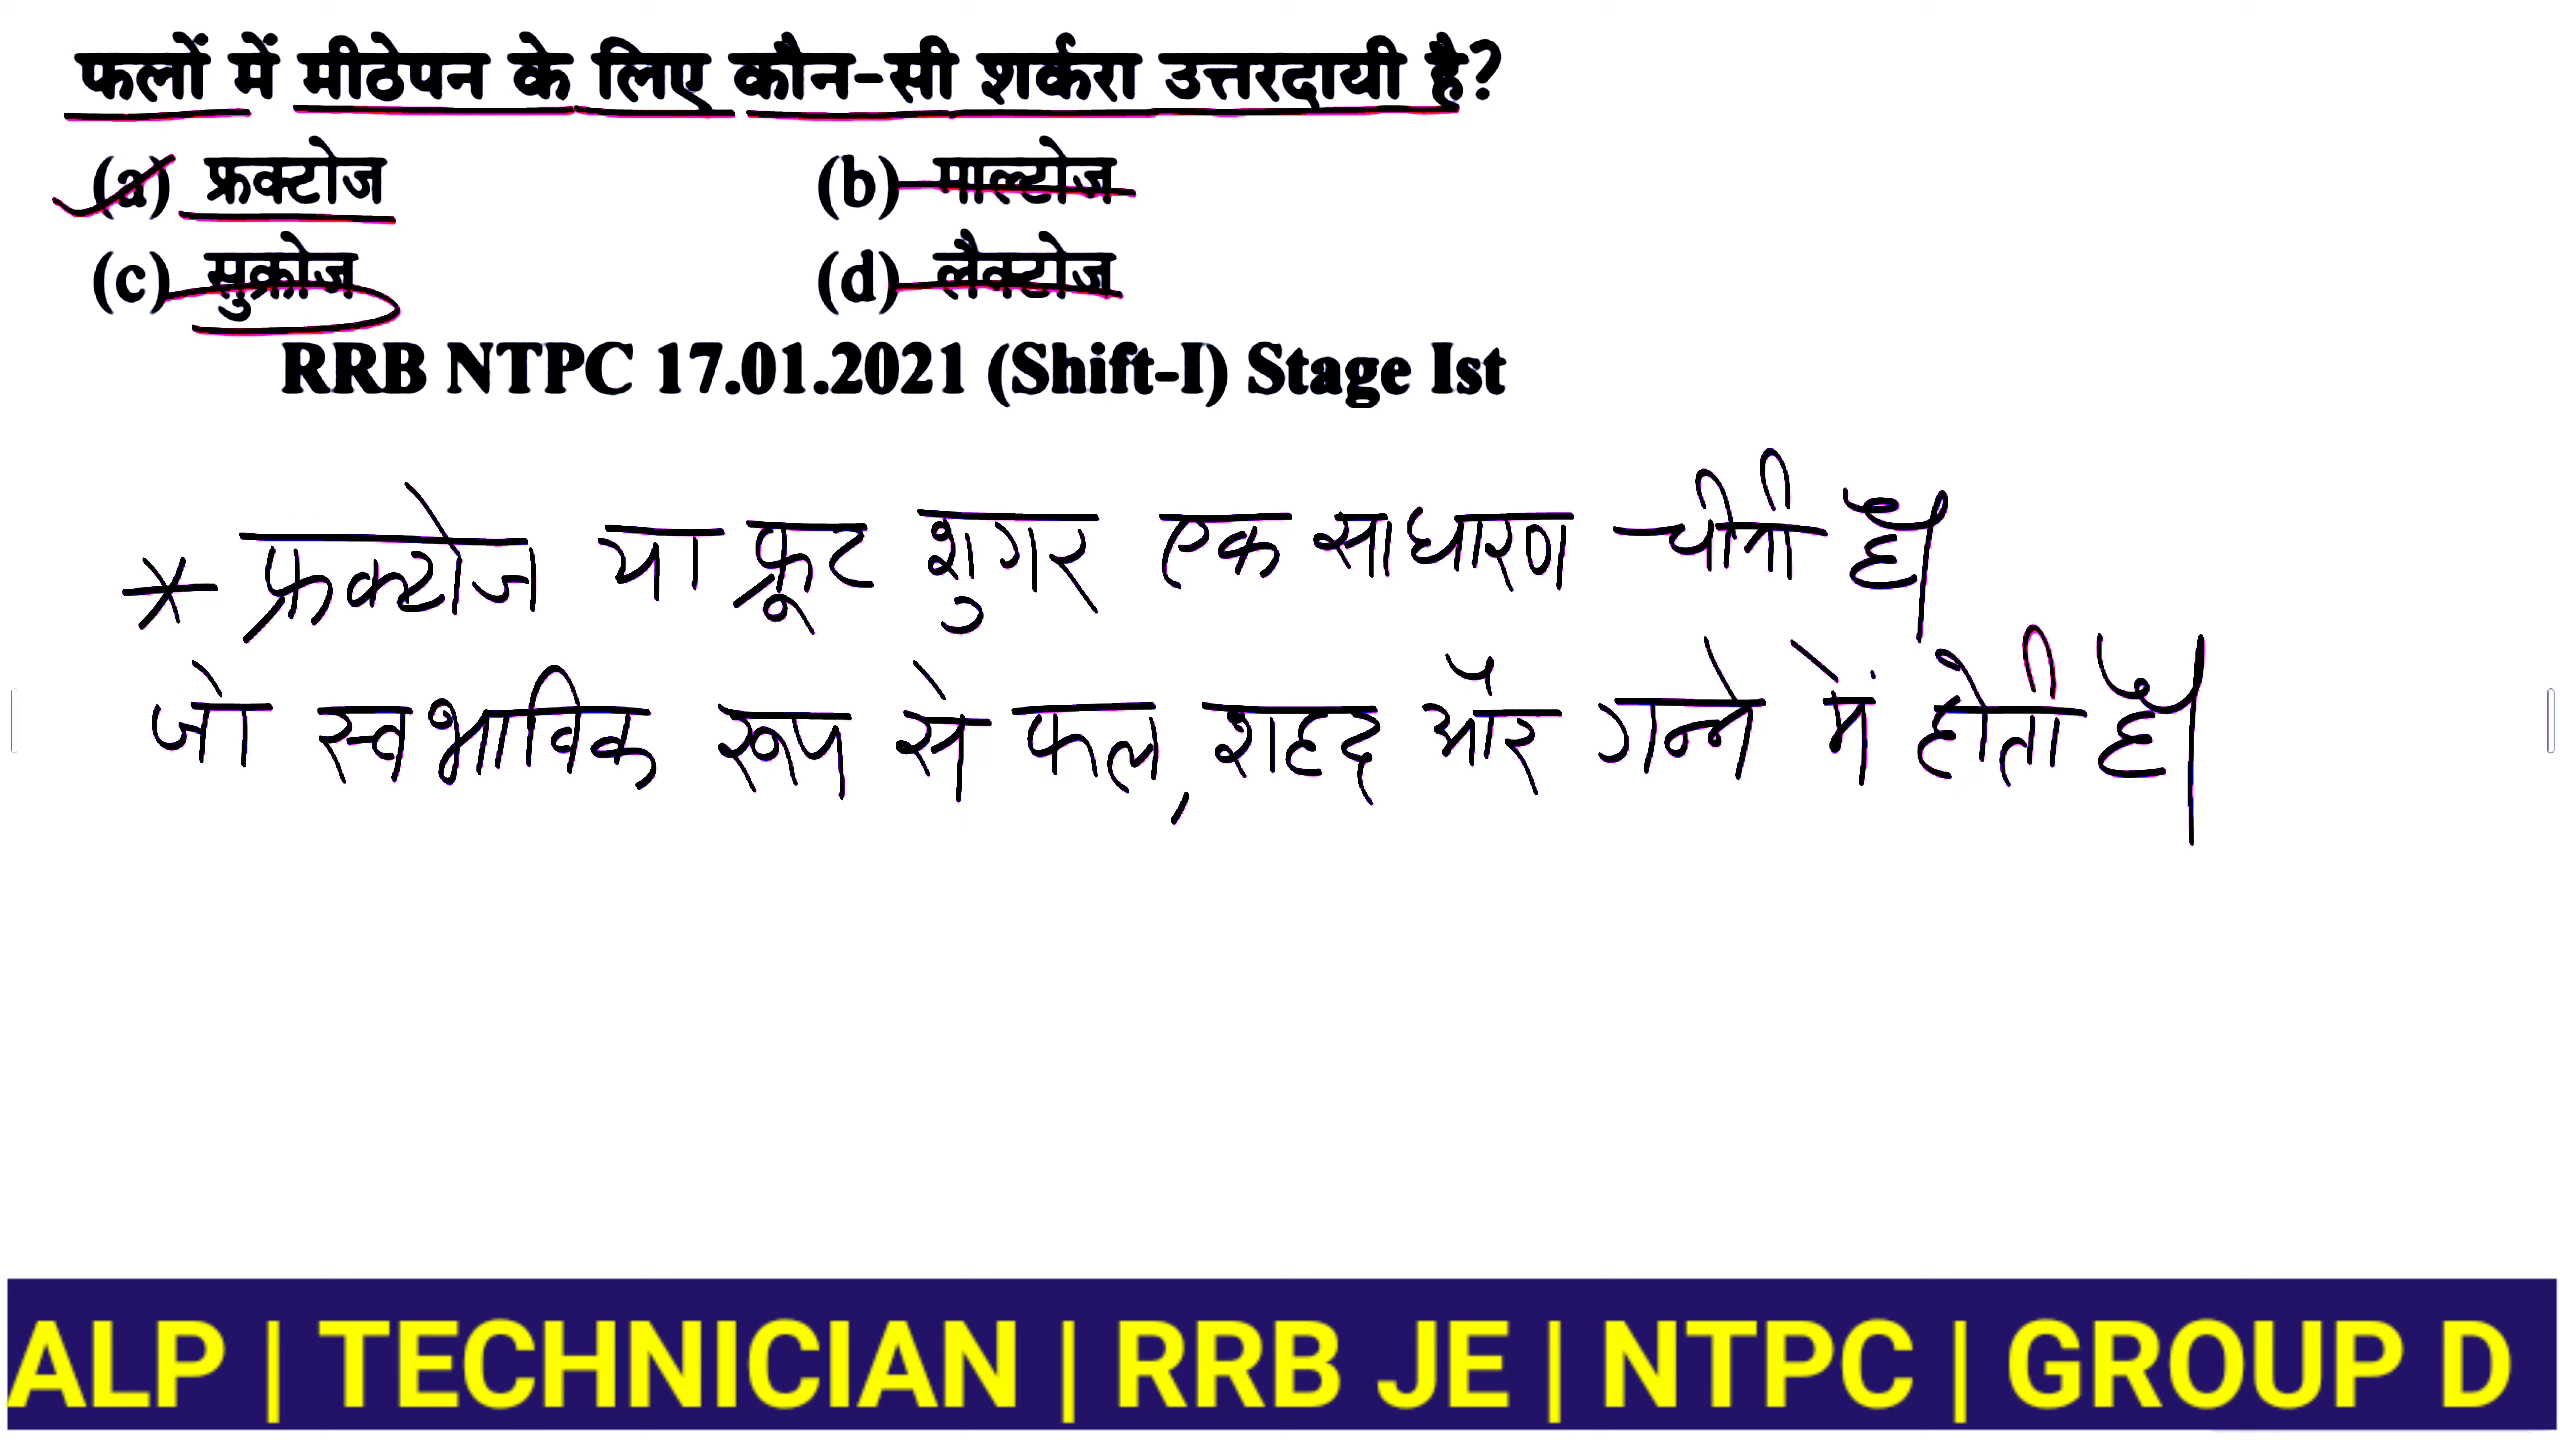 फलों में मीठेपन के लिए कौन-सी शर्करा उत्तरदायी है?
(a) फ्रक्टोज (b) माल्टोज
(c) सुक्रोज (d) लैक्टोज
RRB NTPC 17.01.2021 (Shift-I) Stage Ist
* फ्रक्टोज या फ्रूट शुगर एक साधारण चीनी है।
जो स्वभाविक रूप से फल, शहद और गन्ने में होती है।
ALP | TECHNICIAN | RRB JE | NTPC | GROUP D